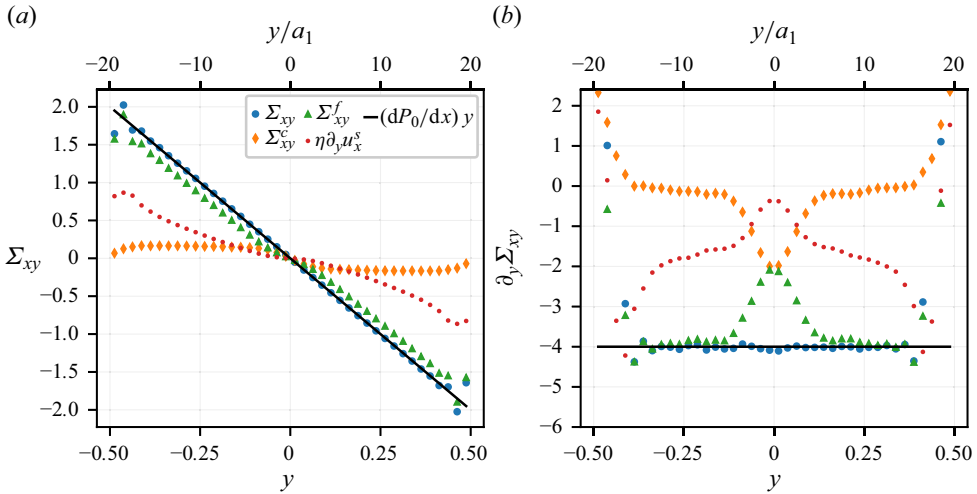 (a)
(b)
y/a₁
y/a₁
−20 −10 0 10 20
−20 −10 0 10 20
2.0
1.5
1.0
0.5
0
−0.5
−1.0
−1.5
−2.0
Σxy
Σxy Σᶠxy −(dP₀/dx) y
Σᶜxy η∂yuˢx
−0.50 −0.25 0 0.25 0.50
y
2
1
0
−1
−2
−3
−4
−5
−6
∂yΣxy
−0.50 −0.25 0 0.25 0.50
y